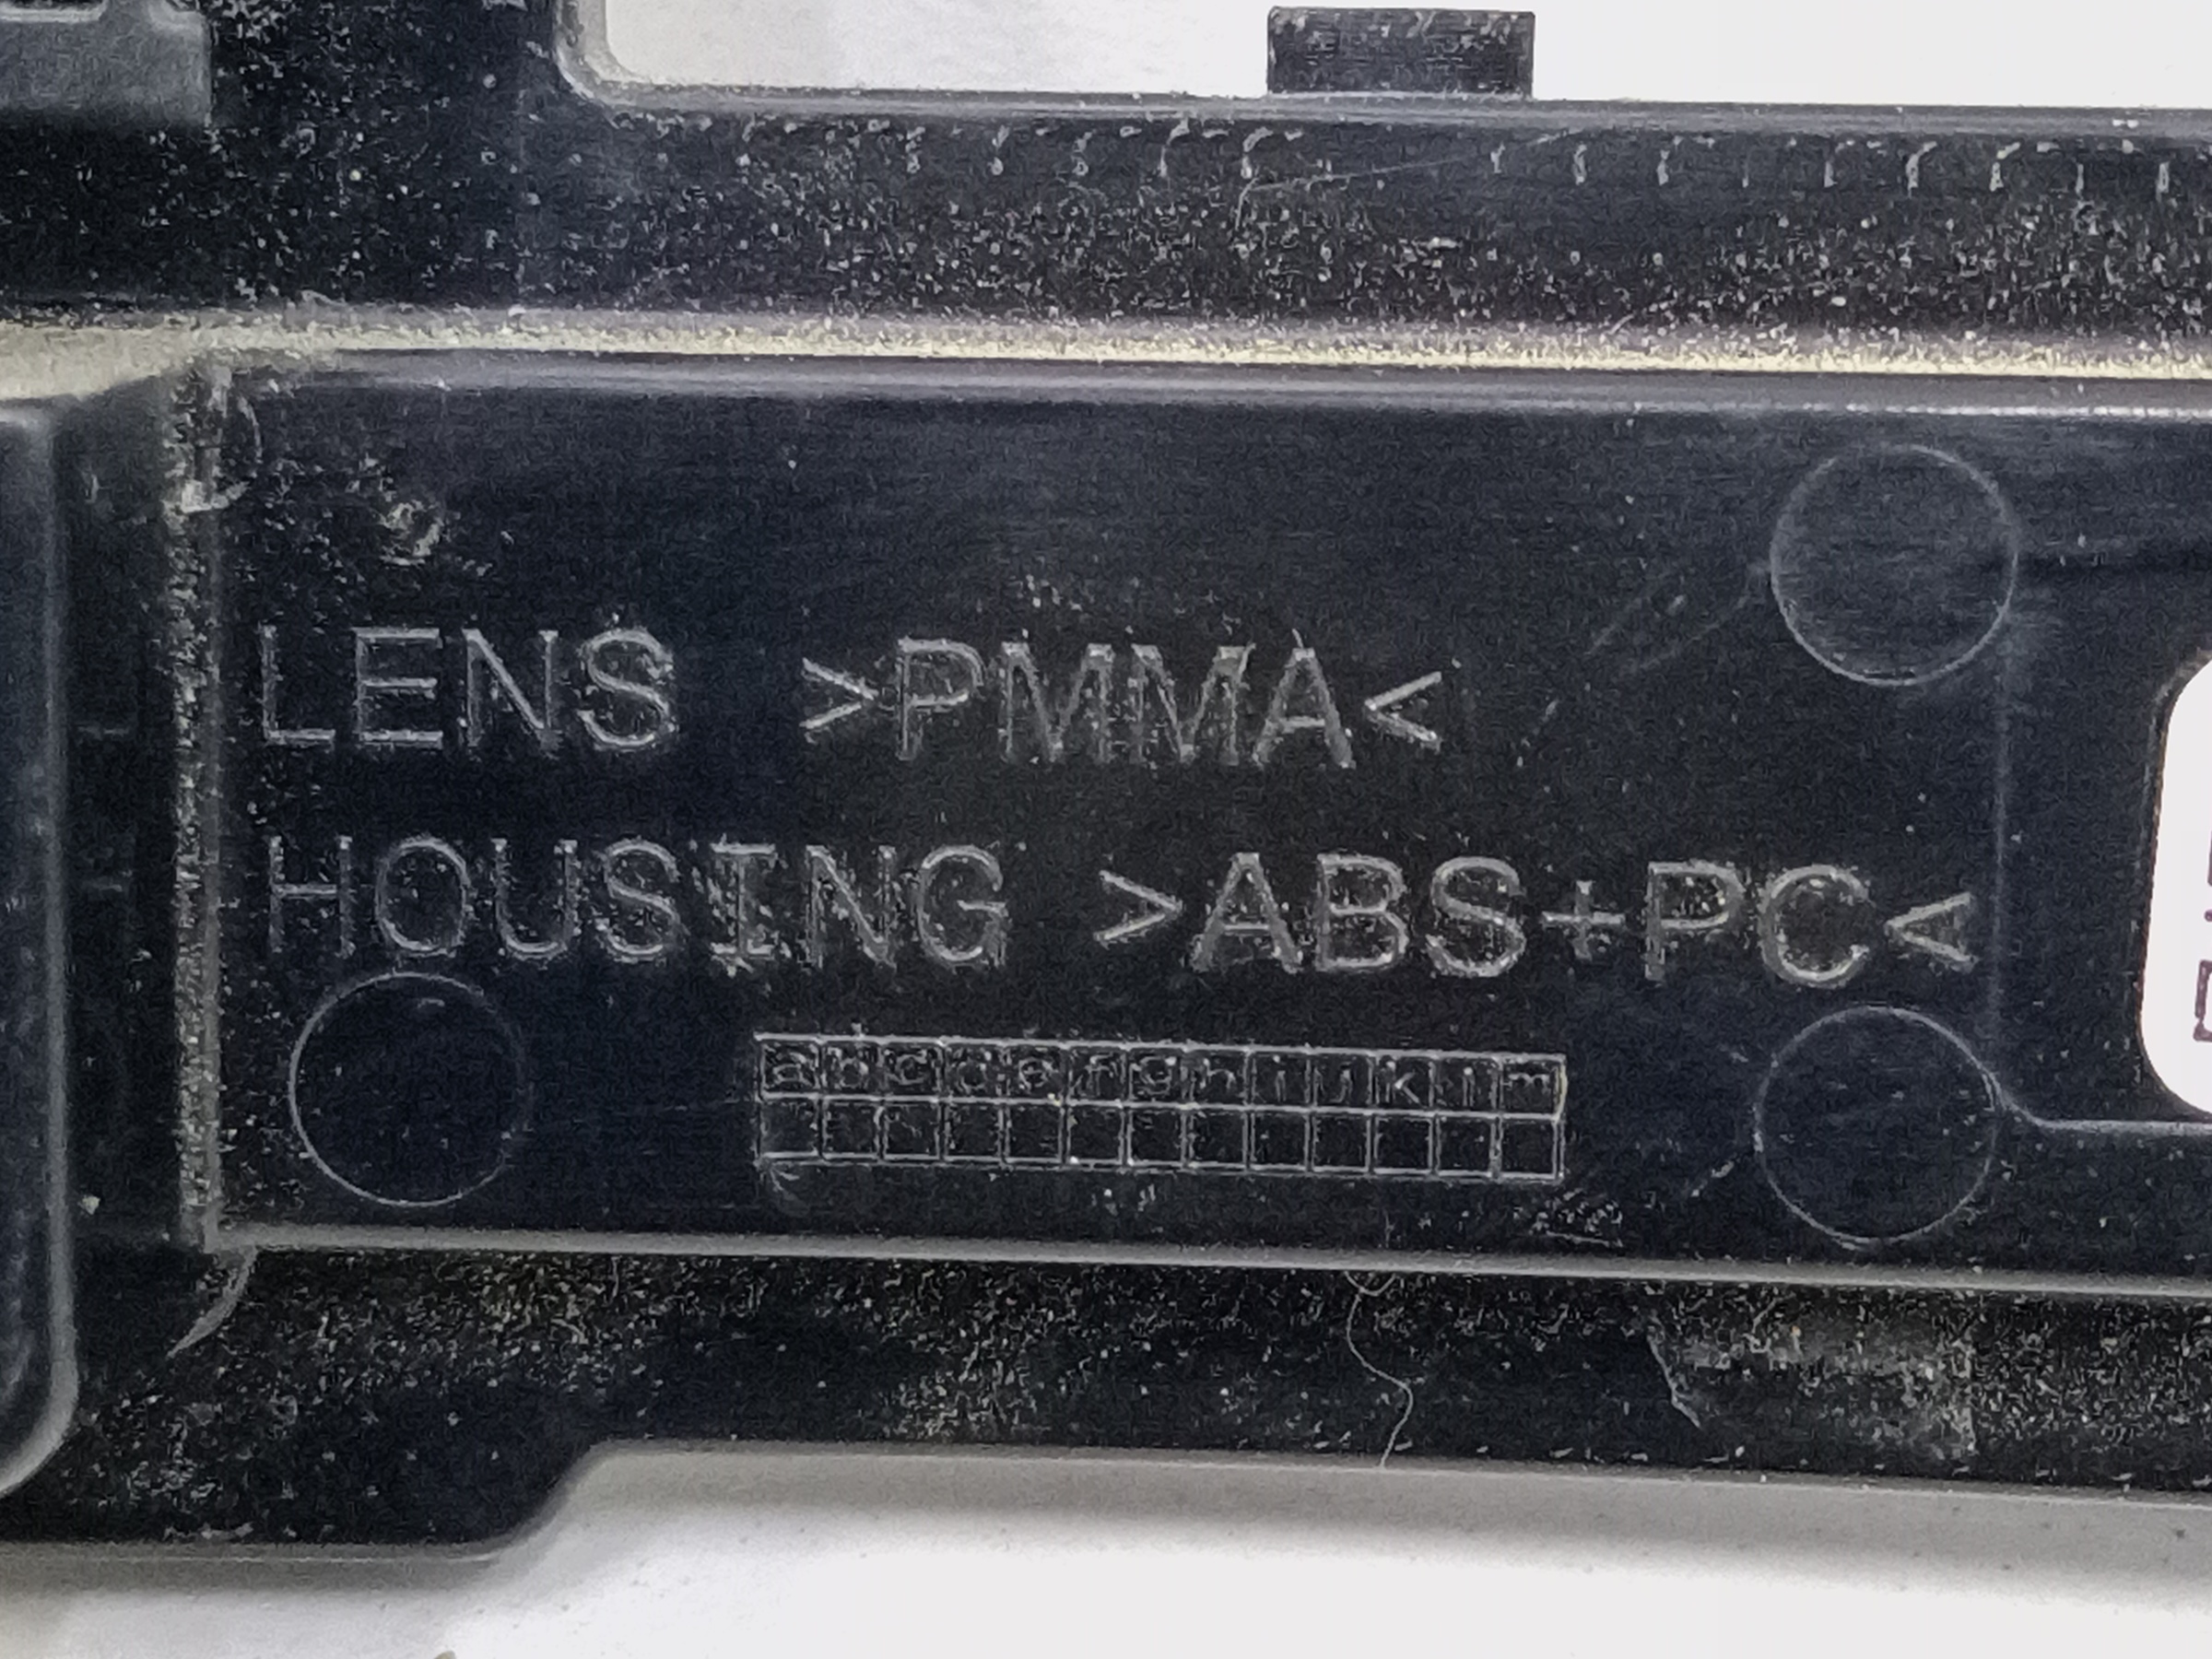 LENS >PMMA<
HOUSING >ABS+PC<
a b c d e f g h i j k l m